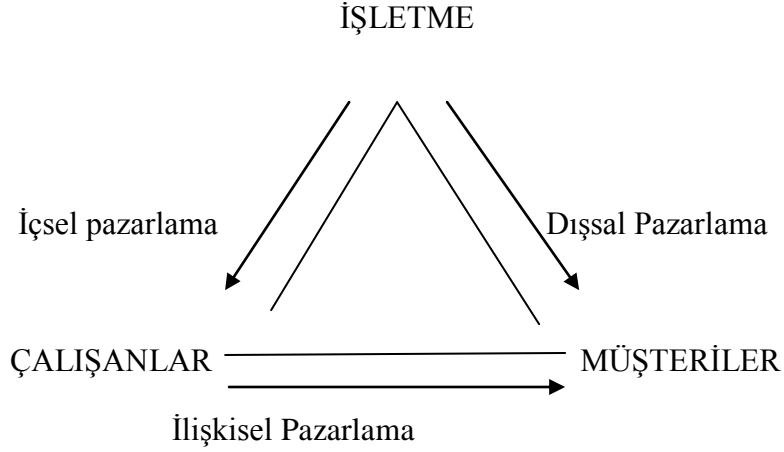 İŞLETME
İçsel pazarlama
Dışsal Pazarlama
ÇALIŞANLAR
MÜŞTERİLER
İlişkisel Pazarlama